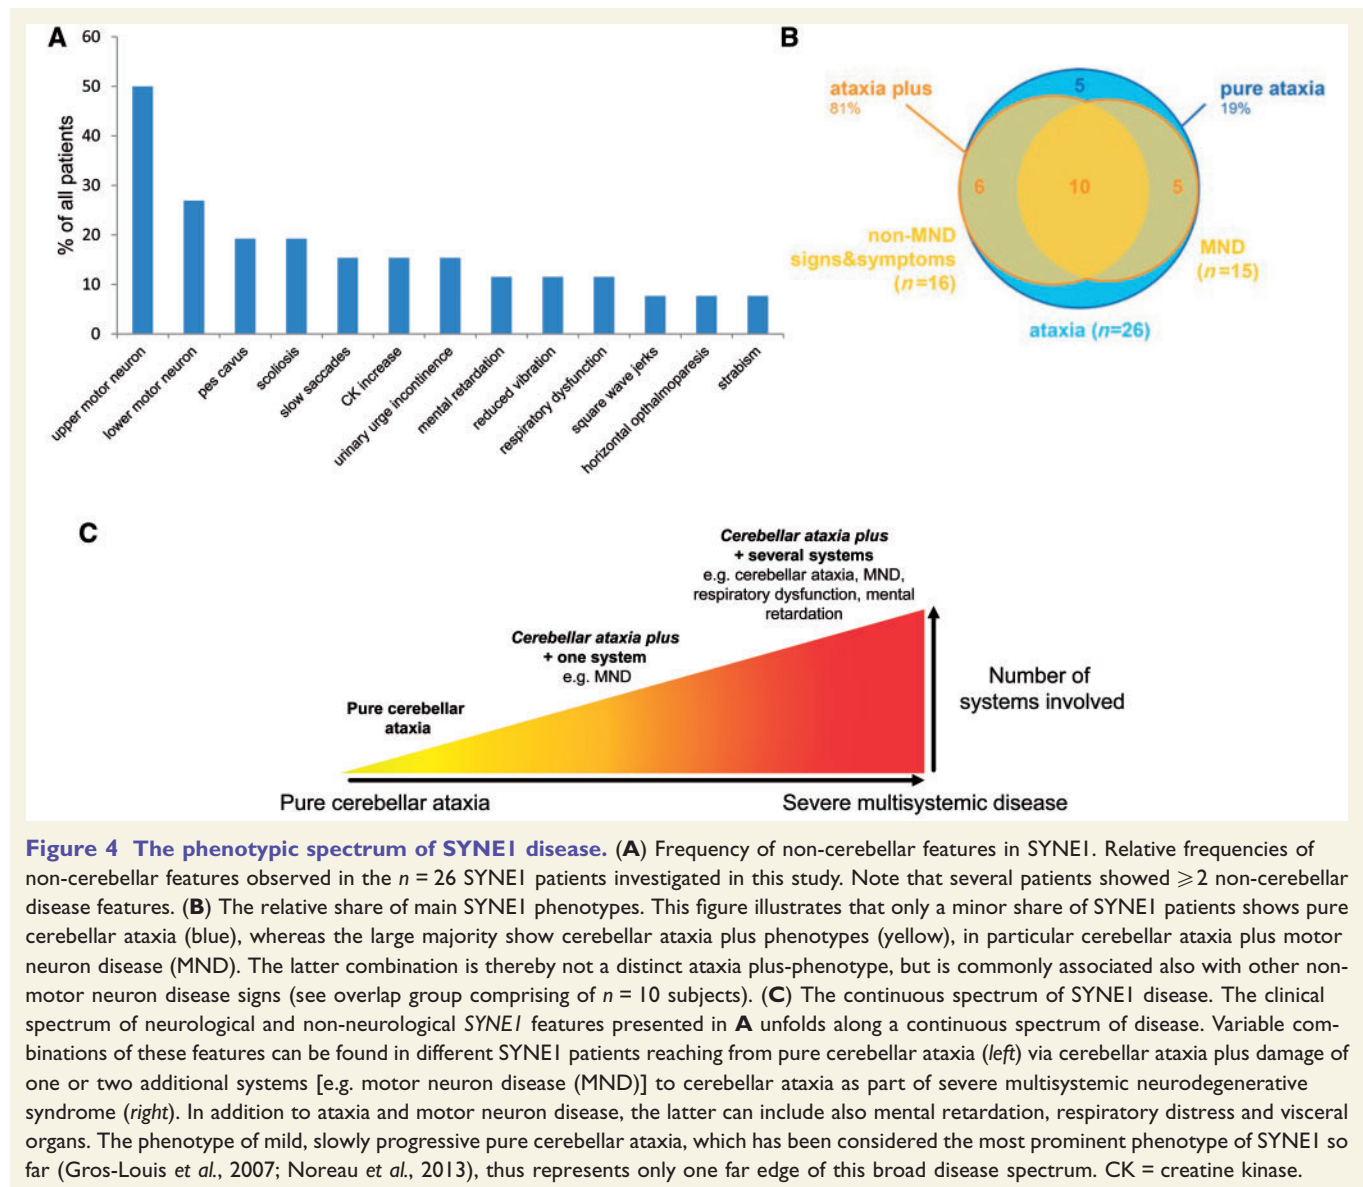 A
60
50
40
30
20
10
0
% of all patients
upper motor neuron
lower motor neuron
pes cavus
scoliosis
slow saccades
CK increase
urinary urge incontinence
mental retardation
reduced vibration
respiratory dysfunction
square wave jerks
horizontal opthalmoparesis
strabism
B
ataxia plus
81%
pure ataxia
19%
5
6
10
5
non-MND
signs&symptoms
(n=16)
MND
(n=15)
ataxia (n=26)
C
Cerebellar ataxia plus
+ several systems
e.g. cerebellar ataxia, MND,
respiratory dysfunction, mental
retardation
Cerebellar ataxia plus
+ one system
e.g. MND
Pure cerebellar
ataxia
Number of
systems involved
Pure cerebellar ataxia
Severe multisystemic disease
Figure 4 The phenotypic spectrum of SYNE1 disease. (A) Frequency of non-cerebellar features in SYNE1. Relative frequencies of
non-cerebellar features observed in the n = 26 SYNE1 patients investigated in this study. Note that several patients showed ⩾2 non-cerebellar
disease features. (B) The relative share of main SYNE1 phenotypes. This figure illustrates that only a minor share of SYNE1 patients shows pure
cerebellar ataxia (blue), whereas the large majority show cerebellar ataxia plus phenotypes (yellow), in particular cerebellar ataxia plus motor
neuron disease (MND). The latter combination is thereby not a distinct ataxia plus-phenotype, but is commonly associated also with other non-
motor neuron disease signs (see overlap group comprising of n = 10 subjects). (C) The continuous spectrum of SYNE1 disease. The clinical
spectrum of neurological and non-neurological SYNE1 features presented in A unfolds along a continuous spectrum of disease. Variable com-
binations of these features can be found in different SYNE1 patients reaching from pure cerebellar ataxia (left) via cerebellar ataxia plus damage of
one or two additional systems [e.g. motor neuron disease (MND)] to cerebellar ataxia as part of severe multisystemic neurodegenerative
syndrome (right). In addition to ataxia and motor neuron disease, the latter can include also mental retardation, respiratory distress and visceral
organs. The phenotype of mild, slowly progressive pure cerebellar ataxia, which has been considered the most prominent phenotype of SYNE1 so
far (Gros-Louis et al., 2007; Noreau et al., 2013), thus represents only one far edge of this broad disease spectrum. CK = creatine kinase.